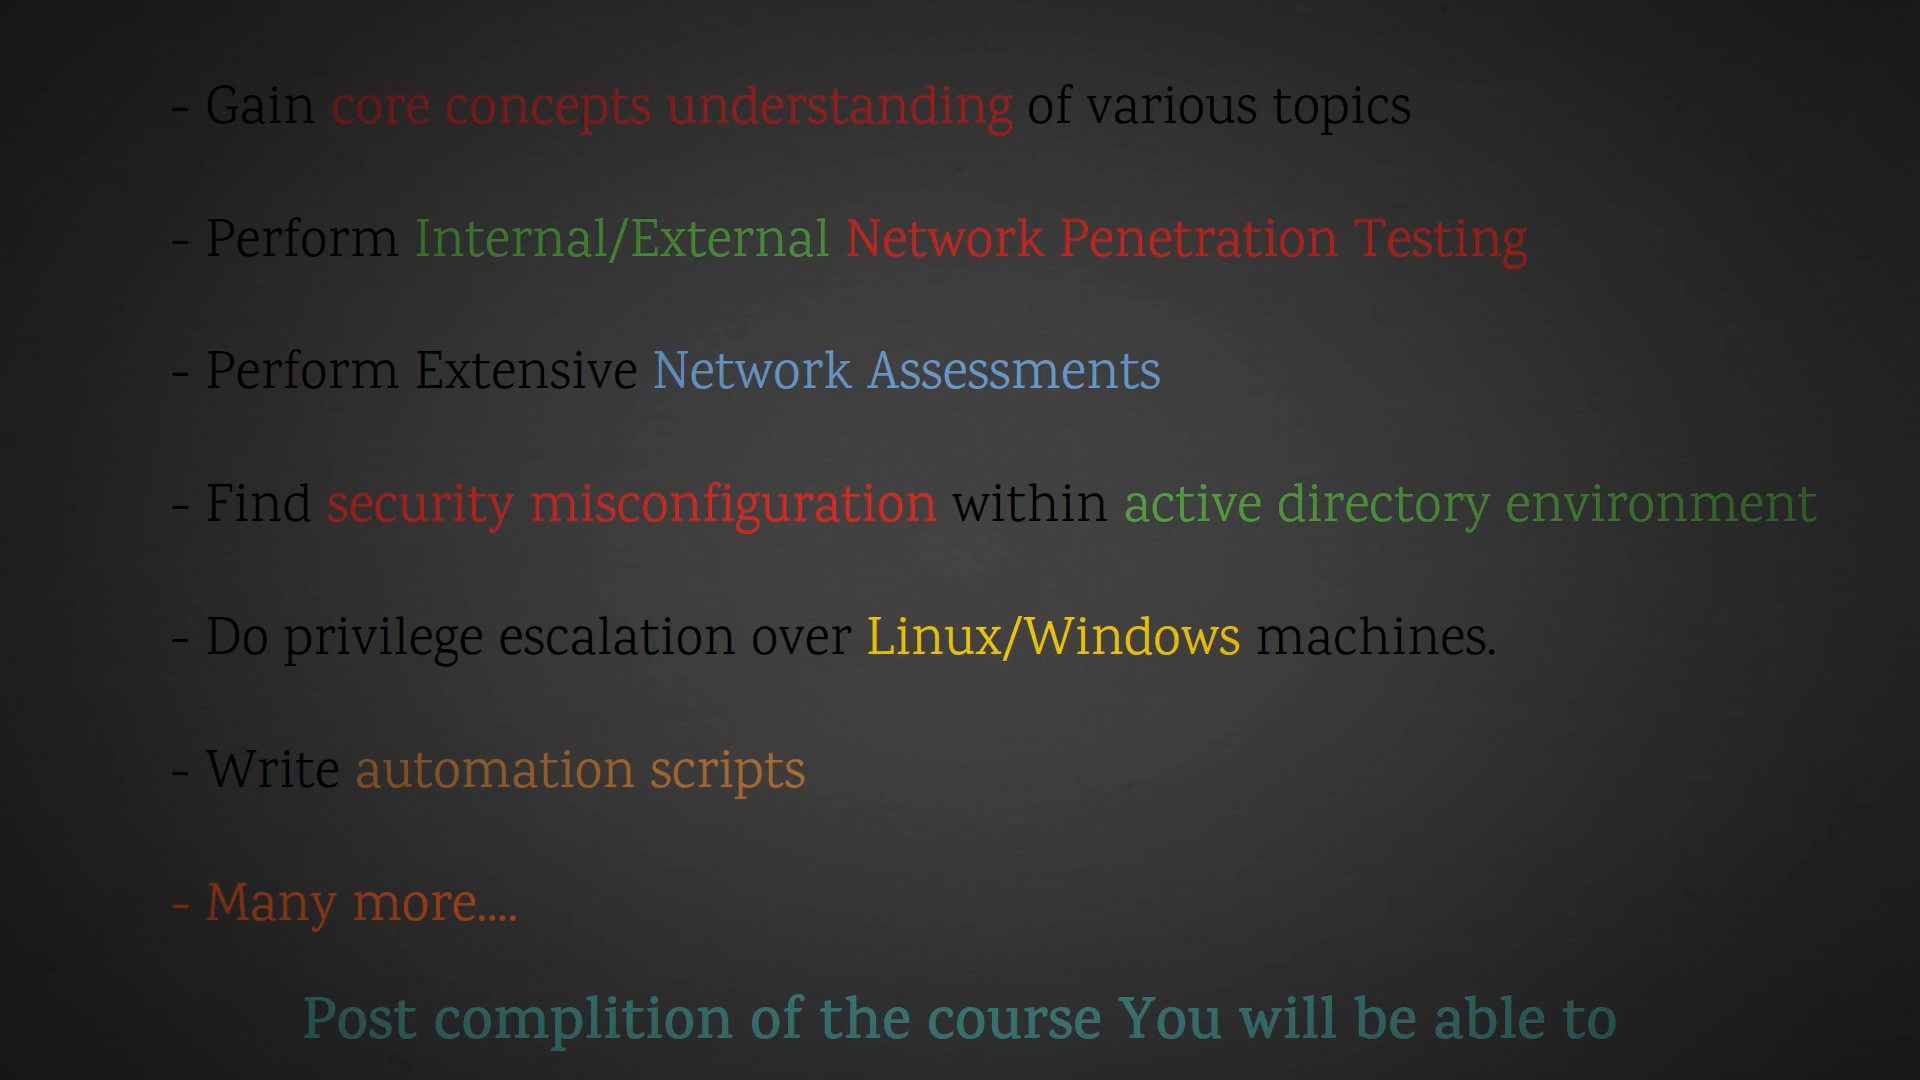 - Gain core concepts understanding of various topics
- Perform Internal/External Network Penetration Testing
- Perform Extensive Network Assessments
- Find security misconfiguration within active directory environment
- Do privilege escalation over Linux/Windows machines.
- Write automation scripts
- Many more....
Post complition of the course You will be able to